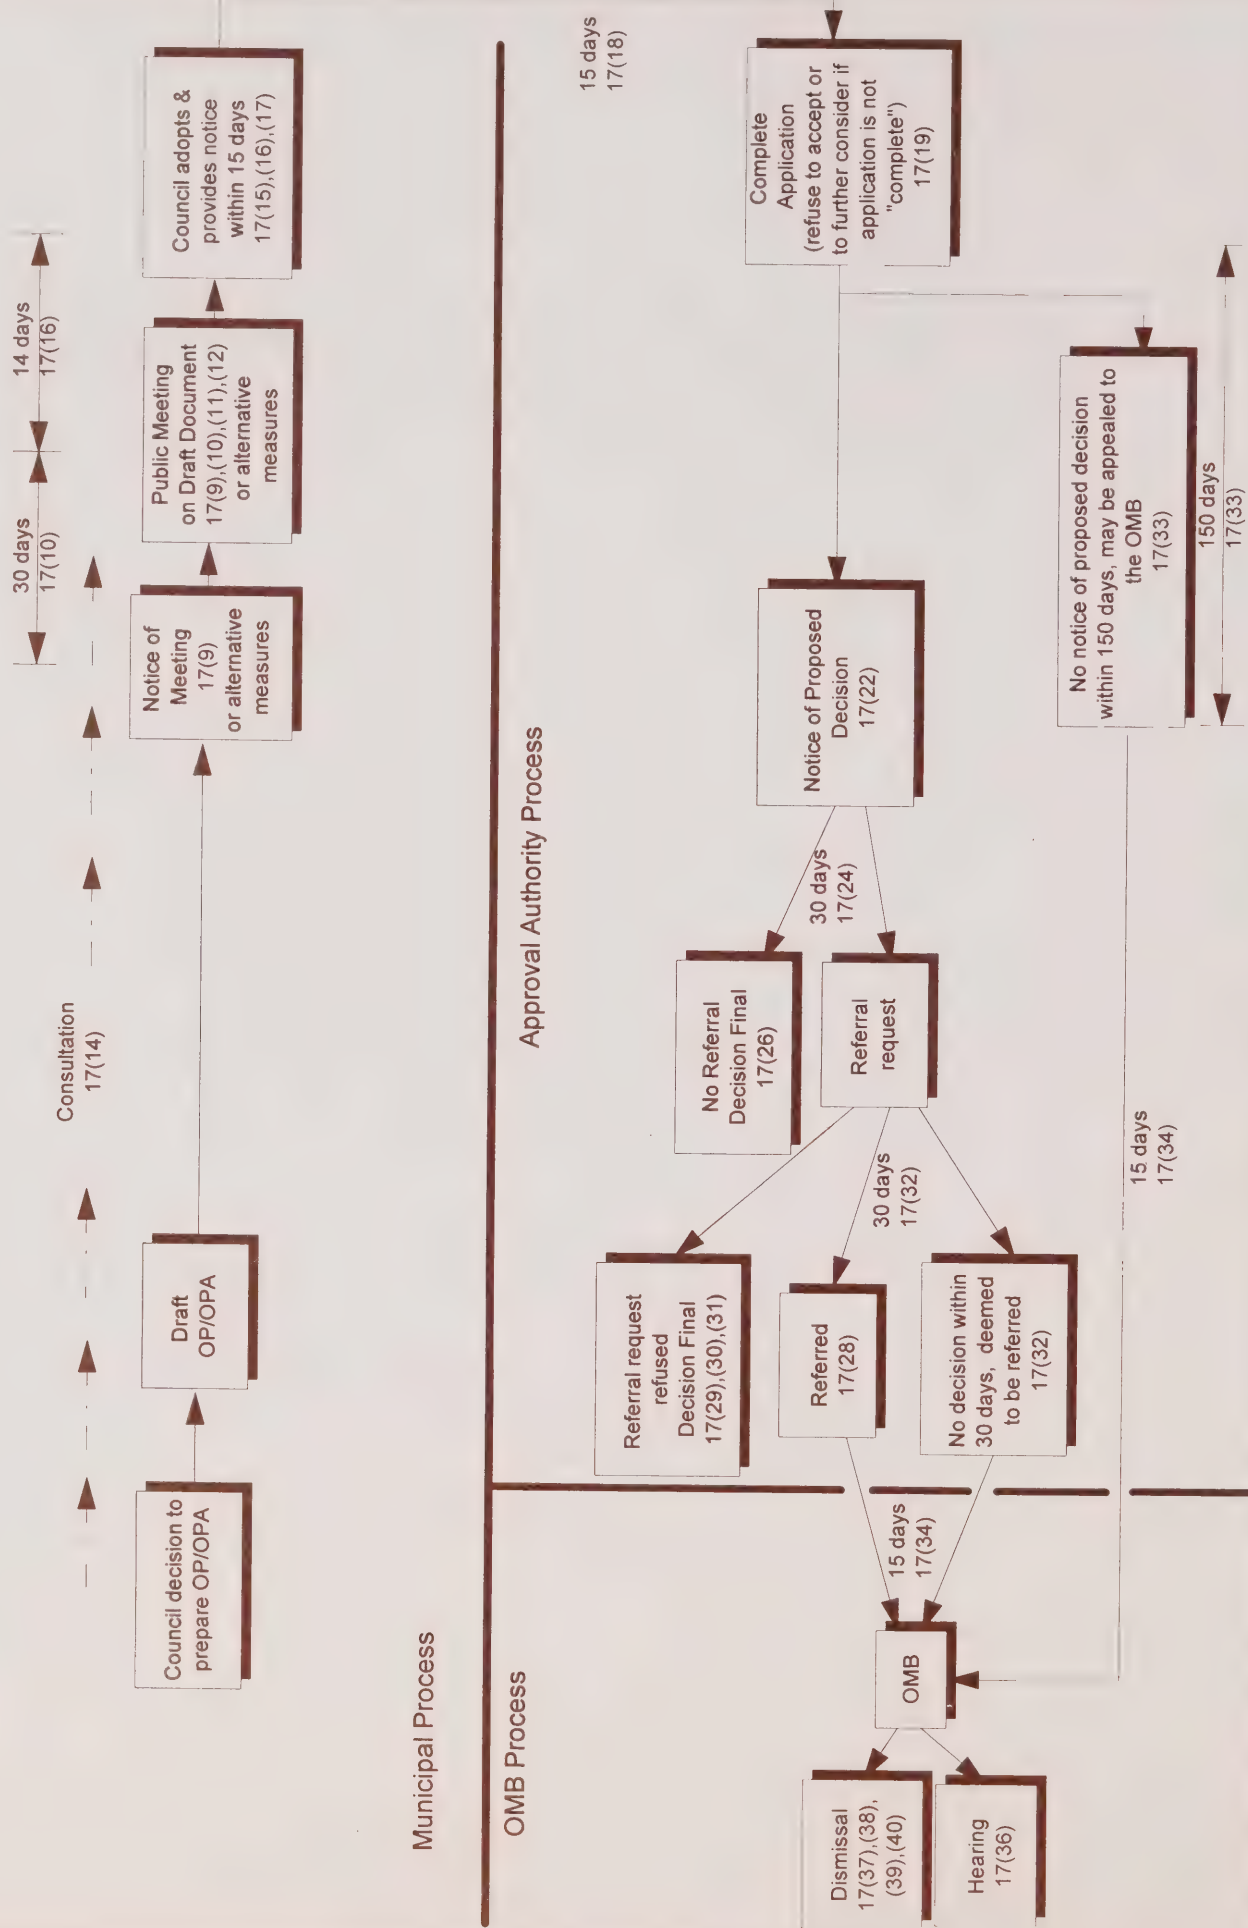 Consultation
17(14)
30 days
17(10)
14 days
17(16)
Council decision to
prepare OP/OPA
Draft
OP/OPA
Notice of
Meeting
17(9)
or alternative
measures
Public Meeting
on Draft Document
17(9),(10),(11),(12)
or alternative
measures
Council adopts &
provides notice
within 15 days
17(15),(16),(17)
Municipal Process
OMB Process
Approval Authority Process
15 days
17(18)
Complete
Application
(refuse to accept or
to further consider if
application is not
"complete")
17(19)
Notice of Proposed
Decision
17(22)
30 days
17(24)
No Referral
Decision Final
17(26)
Referral
request
Referral request
refused
Decision Final
17(29),(30),(31)
30 days
17(32)
Referred
17(28)
No decision within
30 days, deemed
to be referred
17(32)
15 days
17(34)
OMB
Dismissal
17(37),(38),
(39),(40)
Hearing
17(36)
No notice of proposed decision
within 150 days, may be appealed to
the OMB
17(33)
150 days
17(33)
15 days
17(34)